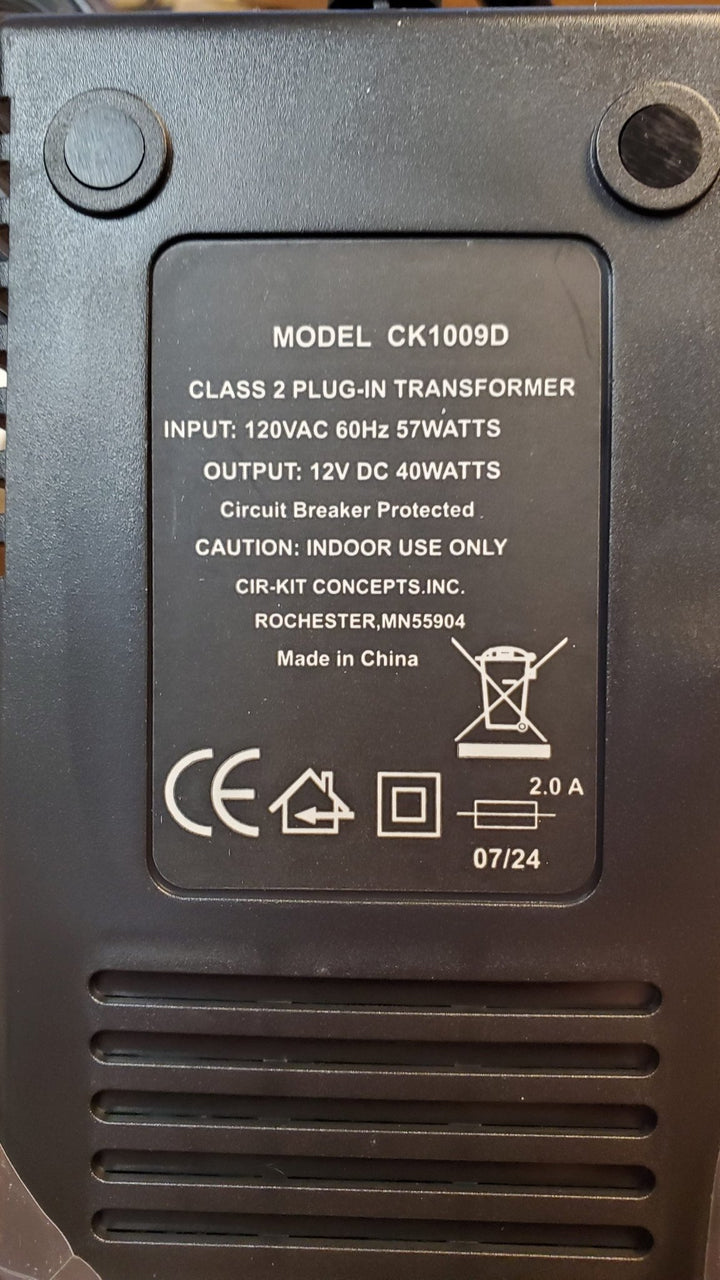 MODEL CK1009D
CLASS 2 PLUG-IN TRANSFORMER
INPUT: 120VAC 60Hz 57WATTS
OUTPUT: 12V DC 40WATTS
Circuit Breaker Protected
CAUTION: INDOOR USE ONLY
CIR-KIT CONCEPTS.INC.
ROCHESTER,MN55904
Made in China
CE
2.0 A
07/24